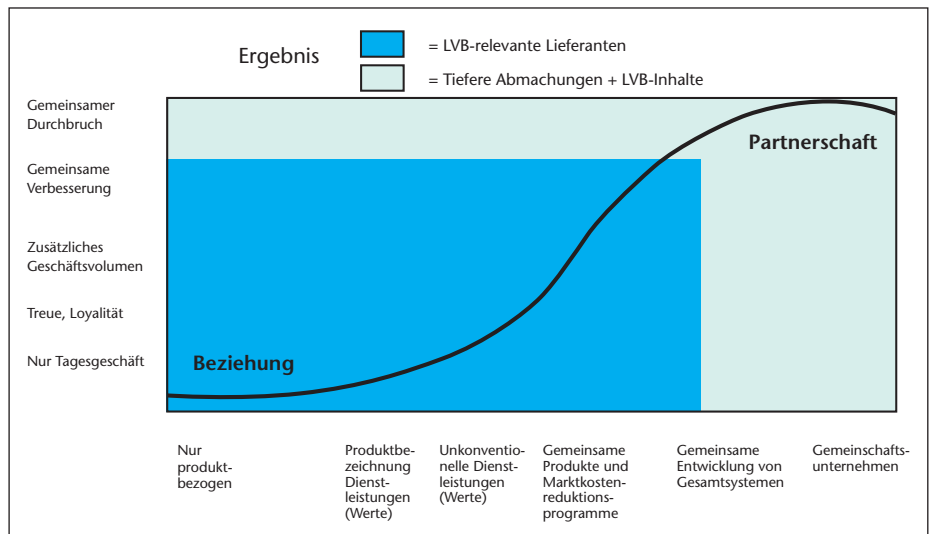 Ergebnis
= LVB-relevante Lieferanten
= Tiefere Abmachungen + LVB-Inhalte
Gemeinsamer
Durchbruch
Gemeinsame
Verbesserung
Zusätzliches
Geschäftsvolumen
Treue, Loyalität
Nur Tagesgeschäft
Partnerschaft
Beziehung
Nur
produkt-
bezogen
Produktbe-
zeichnung
Dienst-
leistungen
(Werte)
Unkonventio-
nelle Dienst-
leistungen
(Werte)
Gemeinsame
Produkte und
Marktkosten-
reduktions-
programme
Gemeinsame
Entwicklung von
Gesamtsystemen
Gemeinschafts-
unternehmen